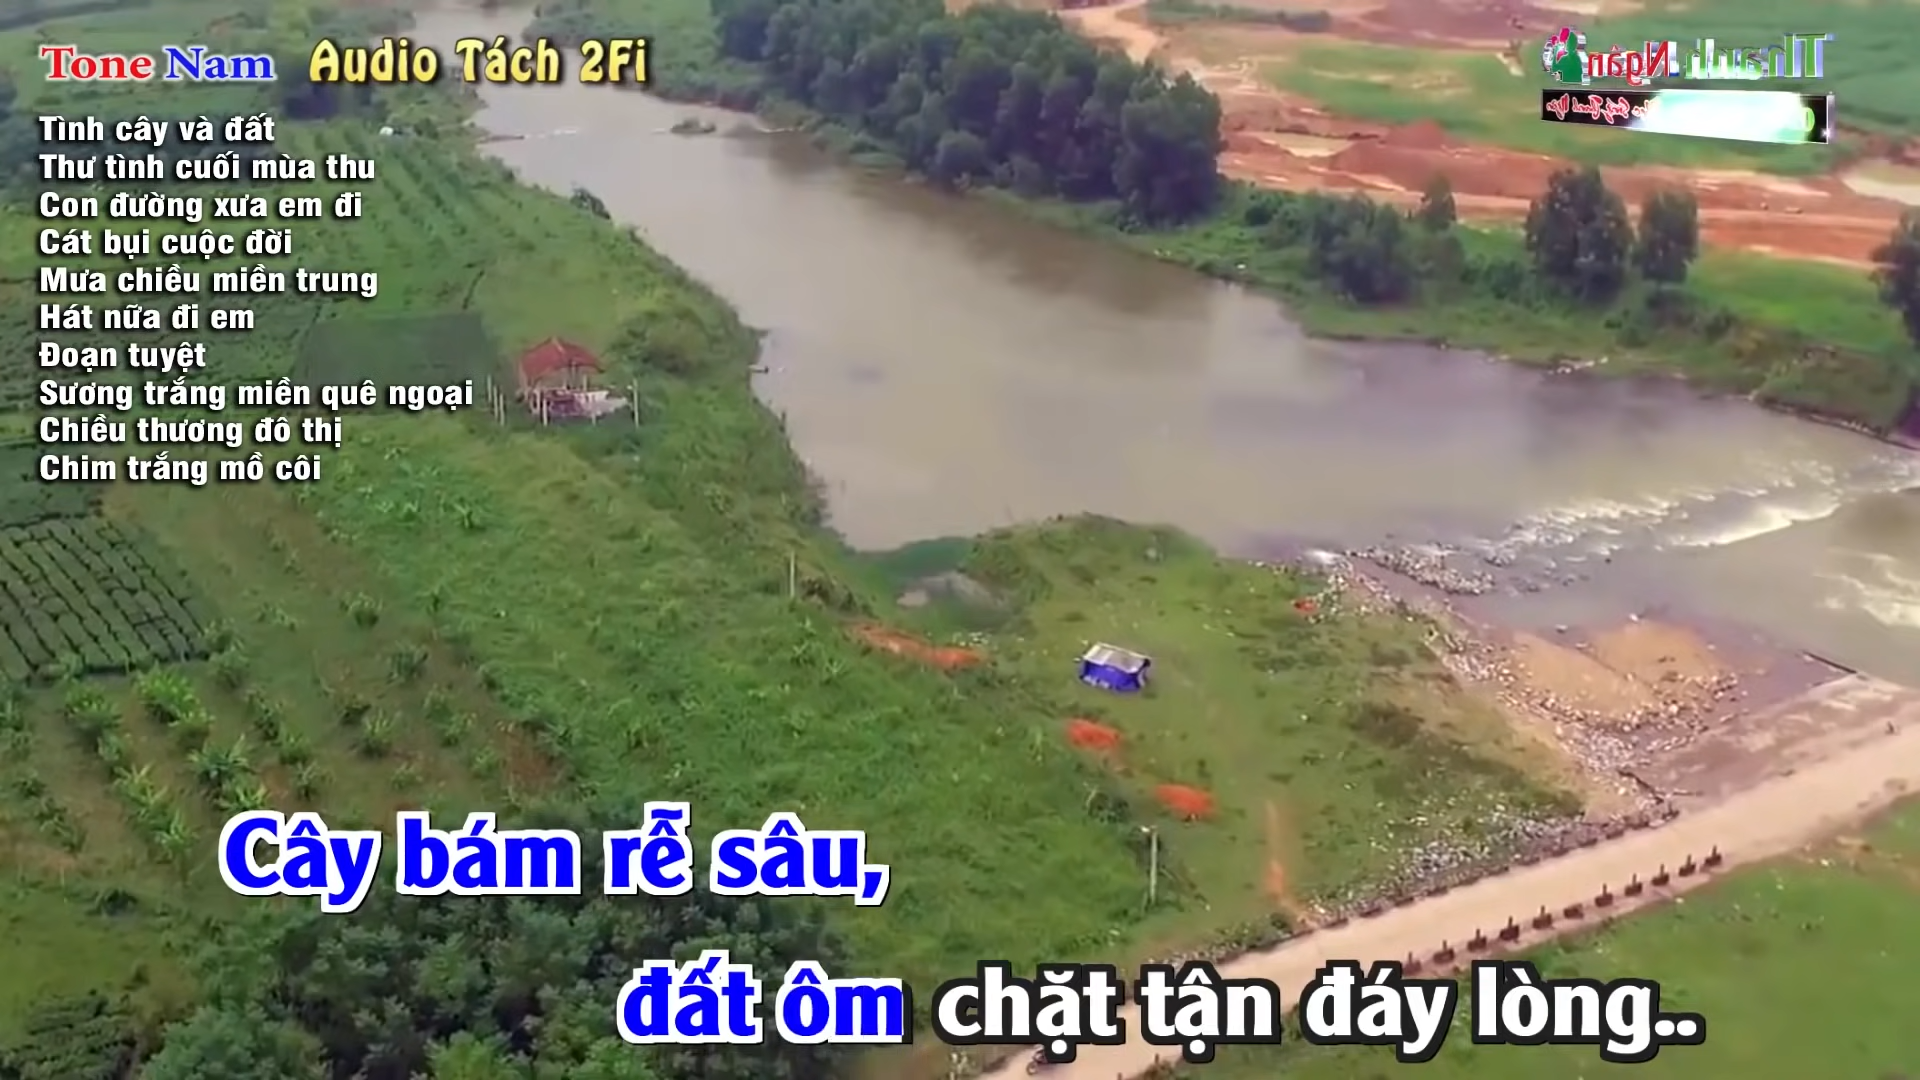 Tone Nam Audio Tách 2Fi
Thanh Ngân
Tình cây và đất
Thư tình cuối mùa thu
Con đường xưa em đi
Cát bụi cuộc đời
Mưa chiều miền trung
Hát nữa đi em
Đoạn tuyệt
Sương trắng miền quê ngoại
Chiều thương đô thị
Chim trắng mồ côi
Cây bám rễ sâu,
đất ôm chặt tận đáy lòng..